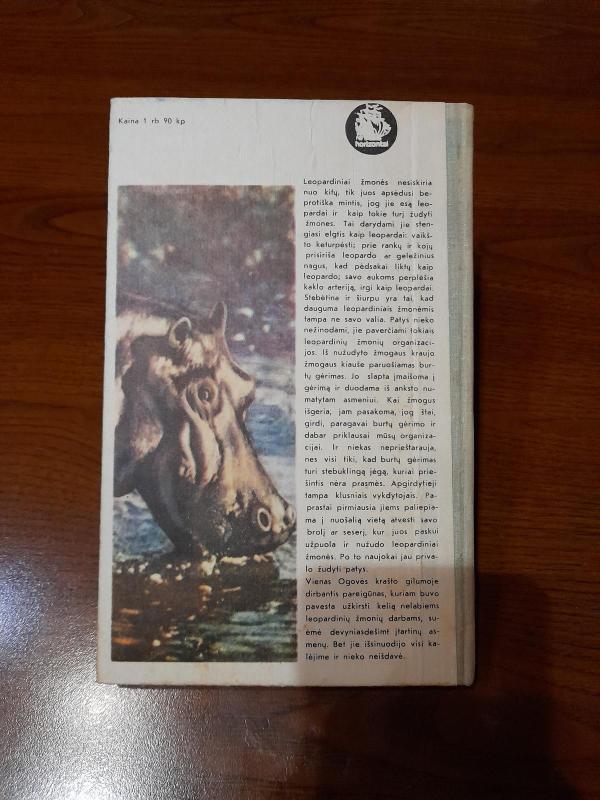 Kaina 1 rb 90 kp
horizontai
Leopardiniai žmonės nesiskiria
nuo kitų, tik juos apsėdusi be-
protiška mintis, jog jie esą leo-
pardai ir kaip tokie turį žudyti
žmones. Tai darydami jie sten-
giasi elgtis kaip leopardai: vaikš-
to keturpėsti; prie rankų ir kojų
prisiriša leopardo ar geležinius
nagus, kad pėdsakai liktų kaip
leopardo; savo aukoms perplėšia
kaklo arteriją, irgi kaip leopardai.
Stebėtina ir šiurpu yra tai, kad
dauguma leopardiniais žmonėmis
tampa ne savo valia. Patys nieko
nežinodami, jie paverčiami tokiais
leopardinių žmonių organizaci-
jos. Iš nužudyto žmogaus kraujo
žmogaus kiauše paruošiamas bur-
tų gėrimas. Jo slapta įmaišoma į
gėrimą ir duodama iš anksto nu-
matytam asmeniui. Kai žmogus
išgeria, jam pasakoma, jog štai,
girdi, paragavai burtų gėrimo ir
dabar priklausai mūsų organiza-
cijai. Ir niekas neprieštarauja,
nes visi tiki, kad burtų gėrimas
turi stebuklingą jėgą, kuriai prie-
šintis nėra prasmės. Apgirdytieji
tampa klusniais vykdytojais. Pa-
prastai pirmiausia jiems paliepia-
ma į nuošalią vietą atvesti savo
brolį ar seserį, kur juos paskui
užpuola ir nužudo leopardiniai
žmonės. Po to naujokai jau priva-
lo žudyti patys.
Vienas Ogovės krašto gilumoje
dirbantis pareigūnas, kuriam buvo
pavesta užkirsti kelią nelabiems
leopardinių žmonių darbams, su-
ėmė devyniasdešimt įtartinų as-
menų. Bet jie išsinuodijo visi ka-
lėjime ir nieko neišdavė.